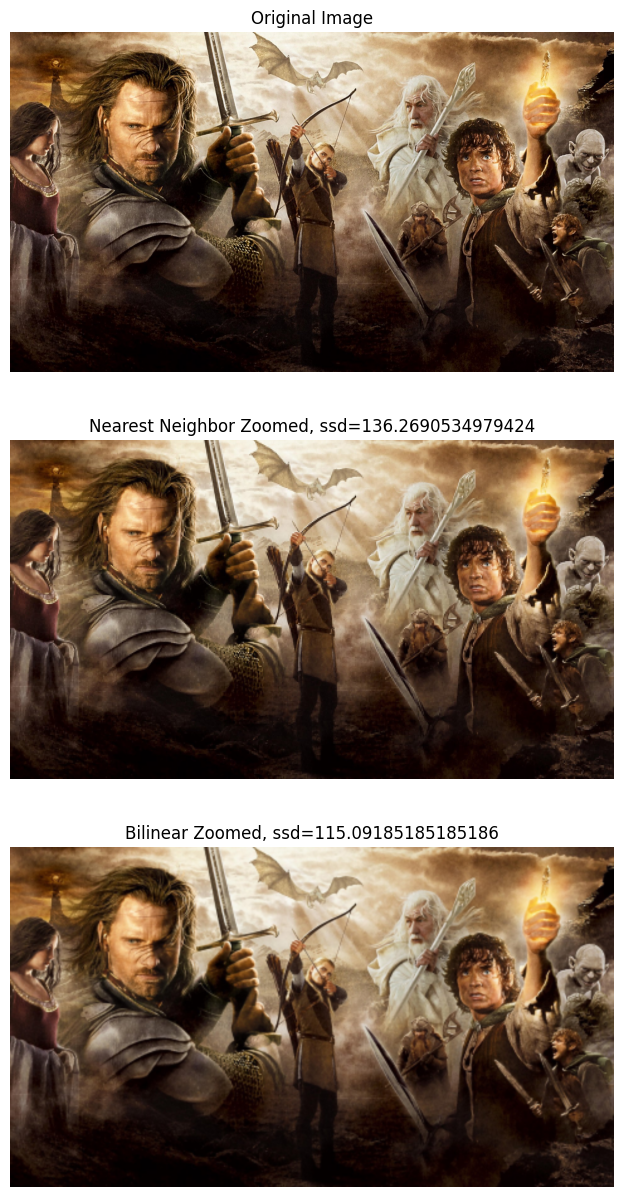 Original Image
Nearest Neighbor Zoomed, ssd=136.2690534979424
Bilinear Zoomed, ssd=115.09185185185186